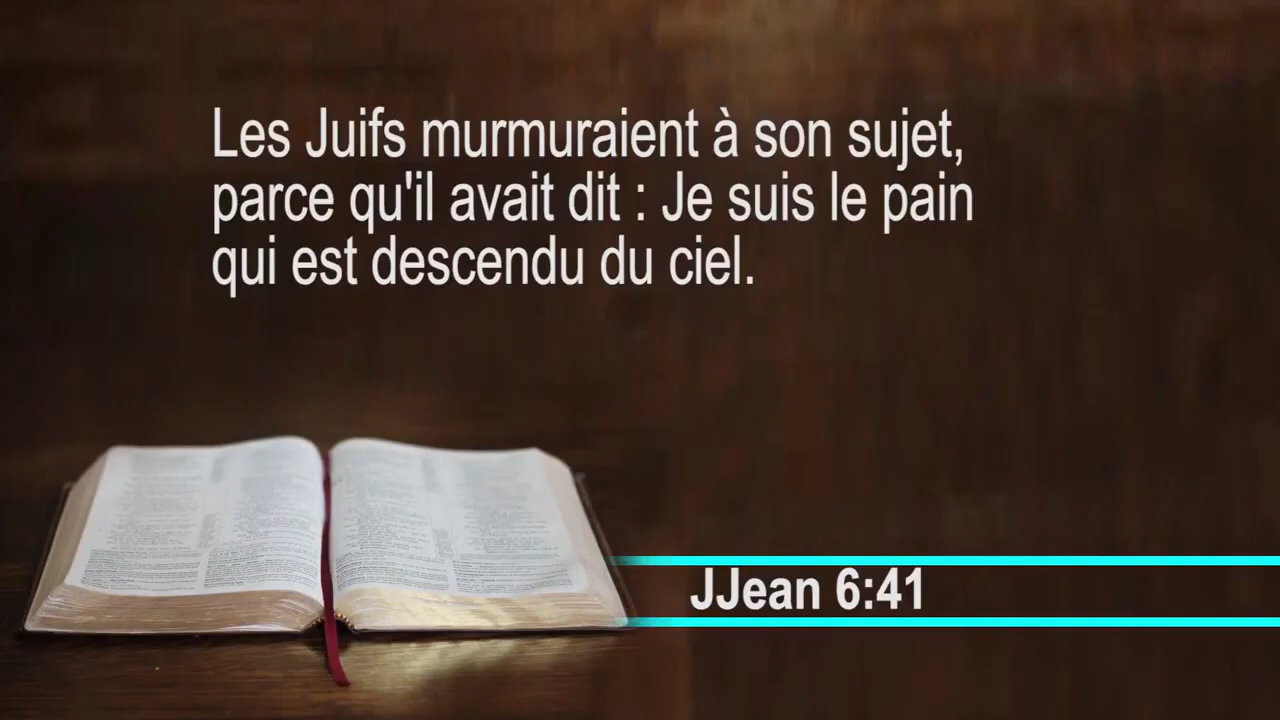 Les Juifs murmuraient à son sujet,
parce qu'il avait dit : Je suis le pain
qui est descendu du ciel.
JJean 6:41